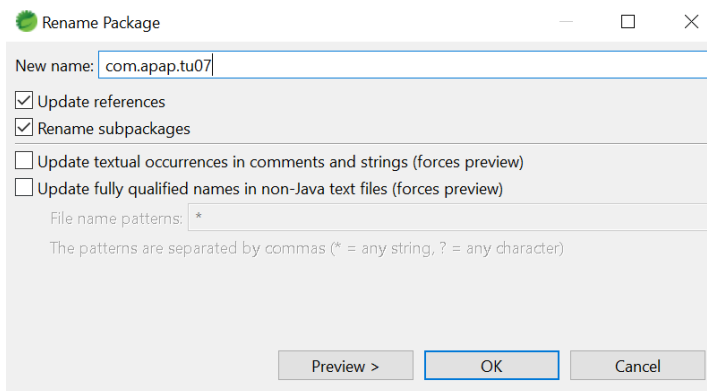 Rename Package
New name: com.apap.tu07
Update references
Rename subpackages
Update textual occurrences in comments and strings (forces preview)
Update fully qualified names in non-Java text files (forces preview)
File name patterns: *
The patterns are separated by commas (* = any string, ? = any character)
Preview > OK Cancel